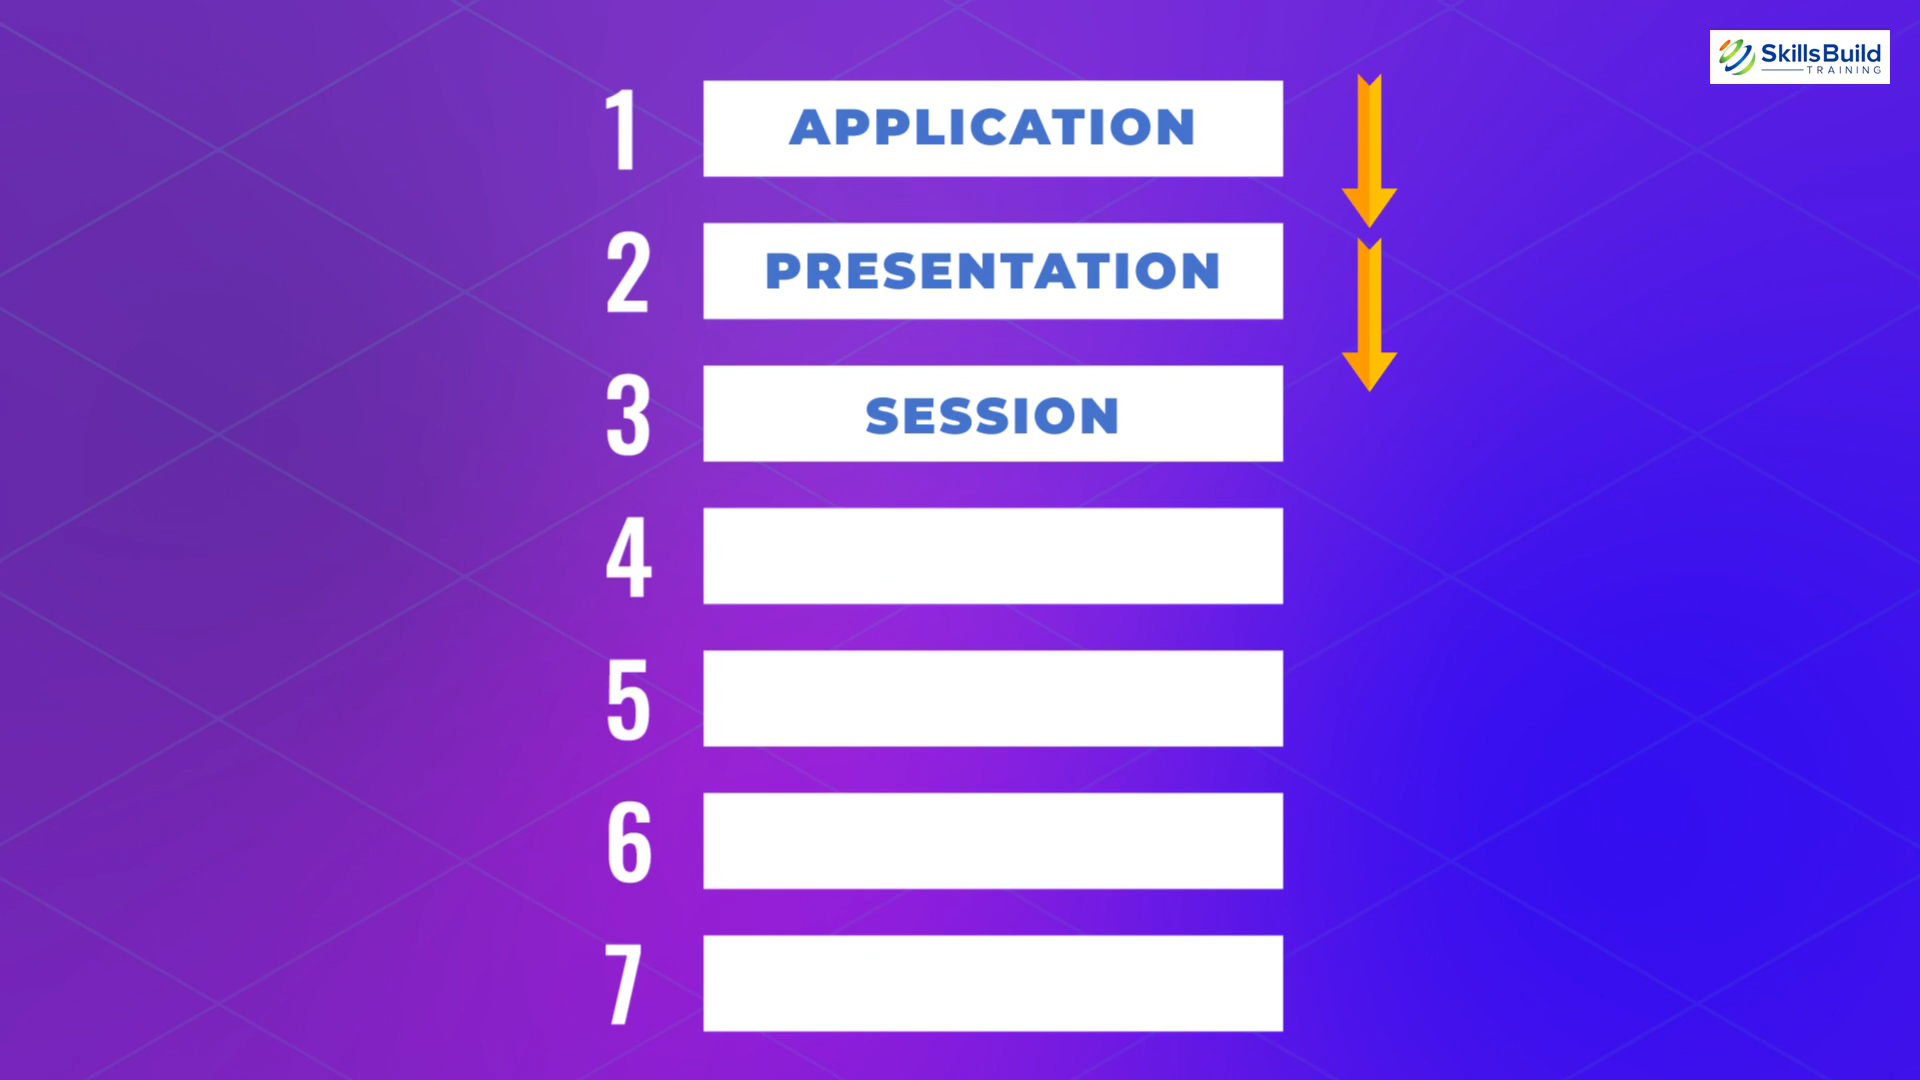 SkillsBuild
TRAINING
1 APPLICATION
2 PRESENTATION
3 SESSION
4
5
6
7